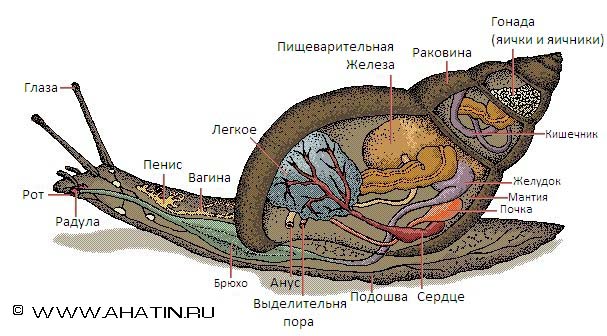 Гонада
(яички и яичники)
Пищеварительная
Железа
Раковина
Глаза
Легкое
Кишечник
Пенис
Вагина
Желудок
Рот
Мантия
Почка
Радула
Брюхо
Анус
Подошва
Сердце
Выделительня
пора
© WWW.AHATIN.RU